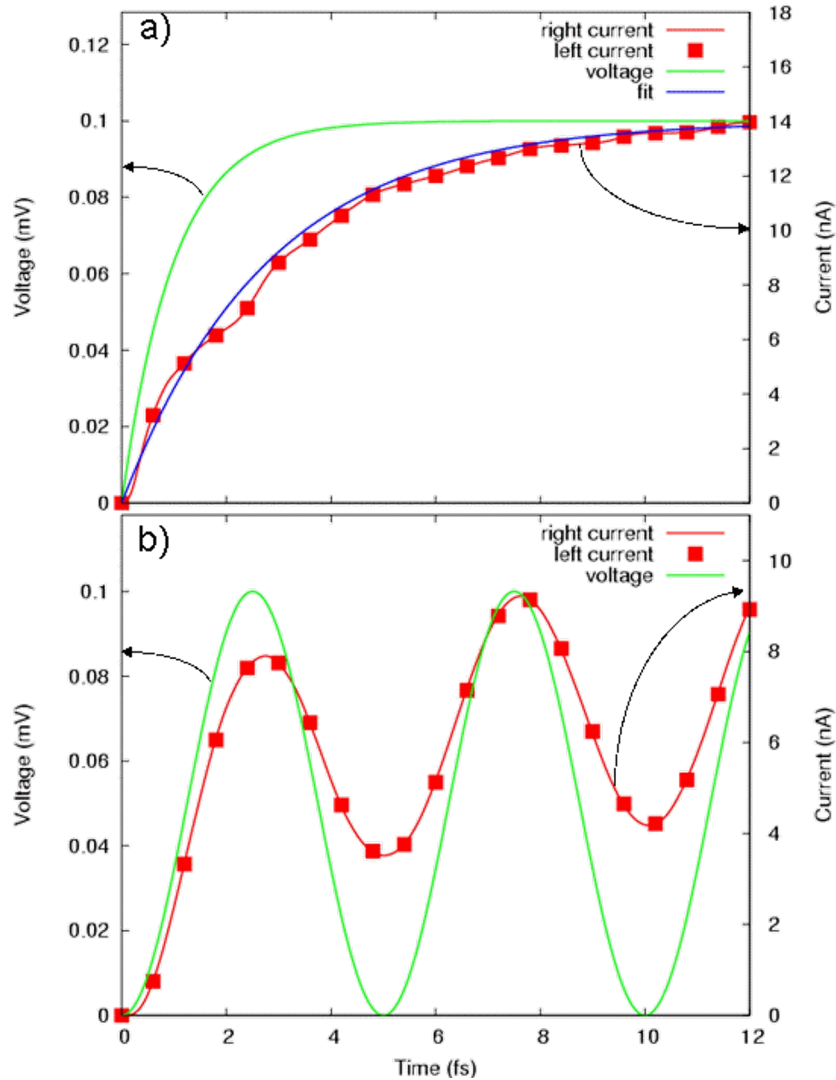 a)
right current
left current
voltage
fit
0.12
0.1
0.08
0.06
0.04
0.02
0
Voltage (mV)
18
16
14
12
10
8
6
4
2
0
Current (nA)
b)
right current
left current
voltage
0.1
0.08
0.06
0.04
0.02
0
Voltage (mV)
10
8
6
4
2
0
Current (nA)
0 2 4 6 8 10 12
Time (fs)